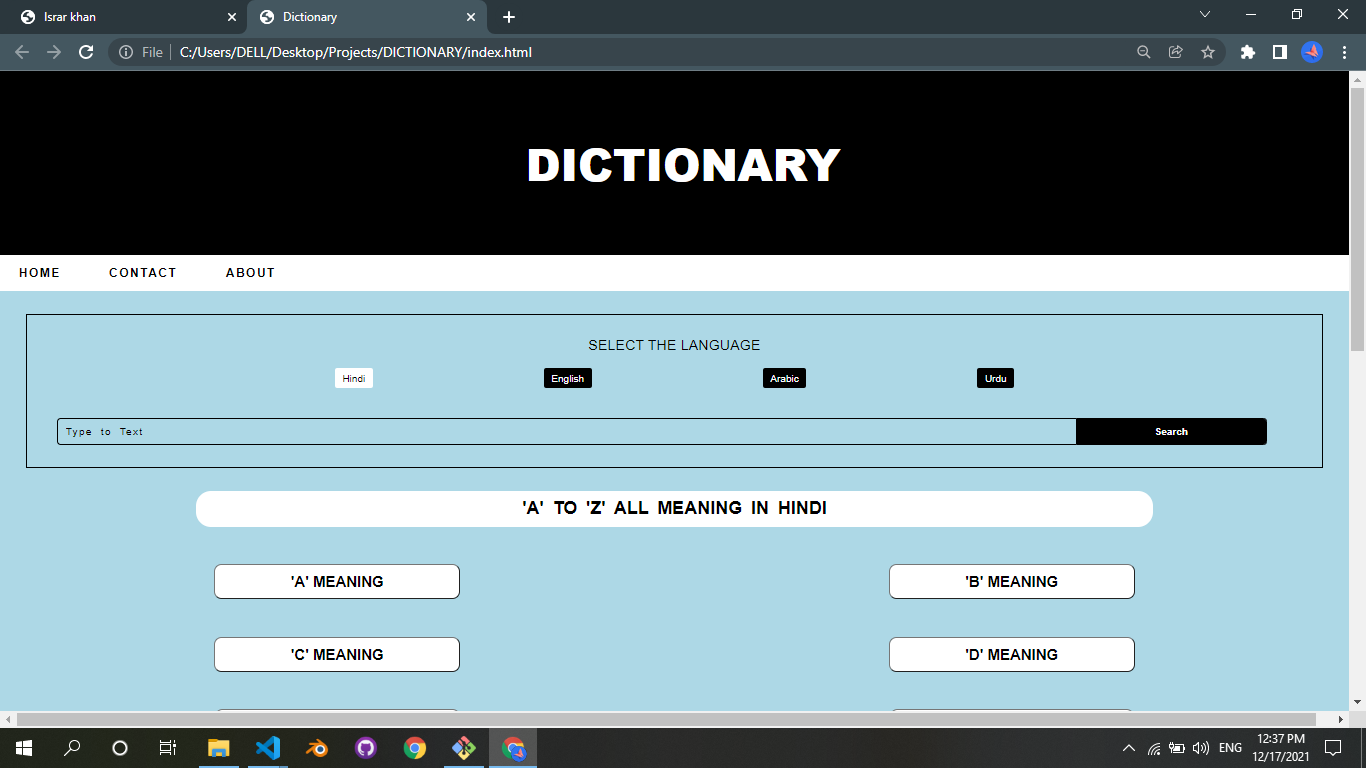 Israr khan
Dictionary
File
C:/Users/DELL/Desktop/Projects/DICTIONARY/index.html
DICTIONARY
HOME CONTACT ABOUT
SELECT THE LANGUAGE
Hindi English Arabic Urdu
Type to Text Search
'A' TO 'Z' ALL MEANING IN HINDI
'A' MEANING 'B' MEANING
'C' MEANING 'D' MEANING
ENG
12:37 PM
12/17/2021